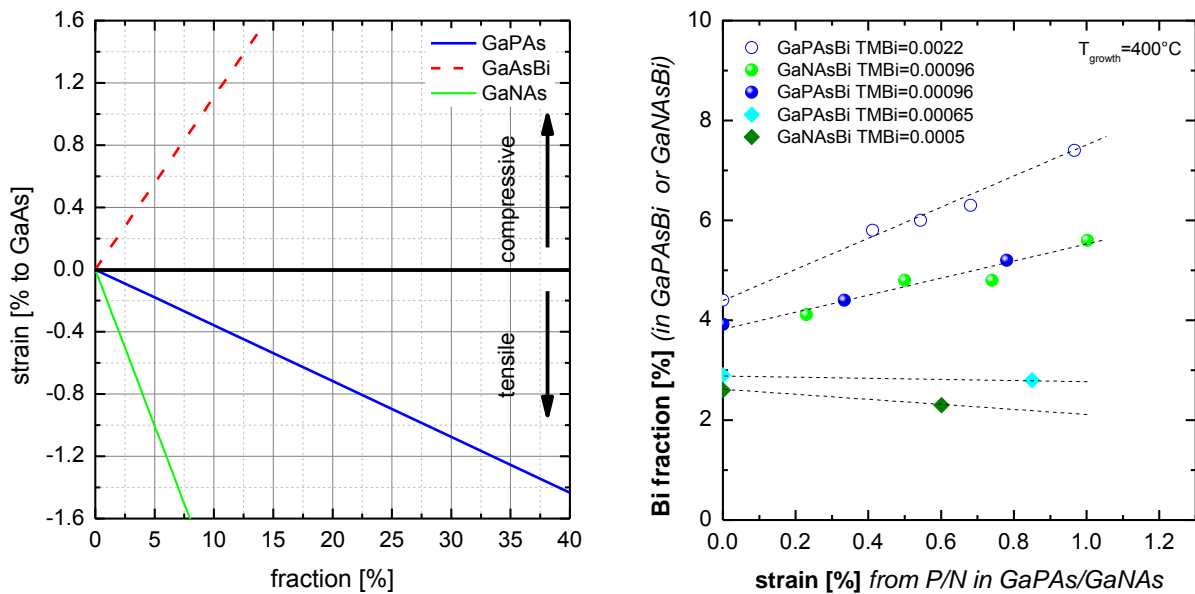 1.6
1.2
0.8
0.4
0.0
-0.4
-0.8
-1.2
-1.6
strain [% to GaAs]
GaPAs
GaAsBi
GaNAs
compressive
tensile
0 5 10 15 20 25 30 35 40
fraction [%]
10
8
6
4
2
0
Bi fraction [%] (in GaPAsBi or GaNAsBi)
GaPAsBi TMBi=0.0022
GaNAsBi TMBi=0.00096
GaPAsBi TMBi=0.00096
GaPAsBi TMBi=0.00065
GaNAsBi TMBi=0.0005
Tgrowth=400°C
0.0 0.2 0.4 0.6 0.8 1.0 1.2
strain [%] from P/N in GaPAs/GaNAs